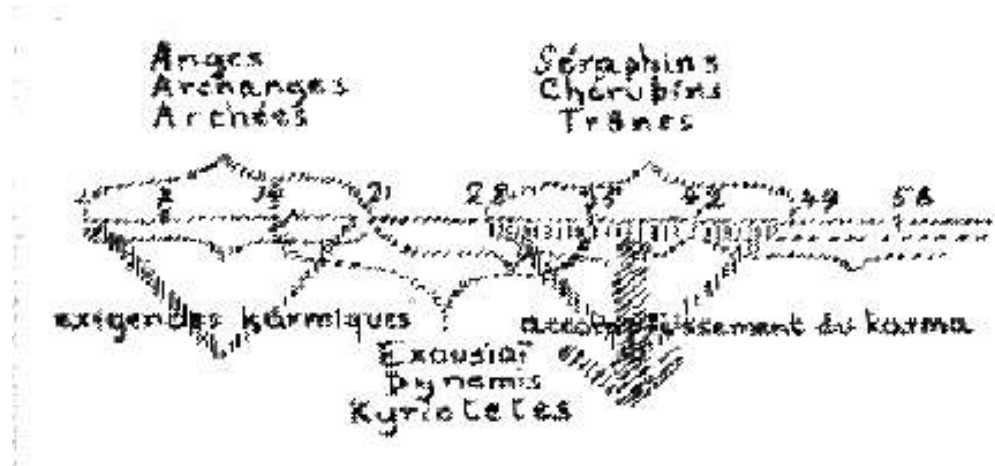 Anges
Archanges
Archées
Séraphins
Chérubins
Trônes
7 14 21 28 35 42 49 56
exigences karmiques
accomplissement du karma
Exousiaï
Dynamis
Kyriotetes